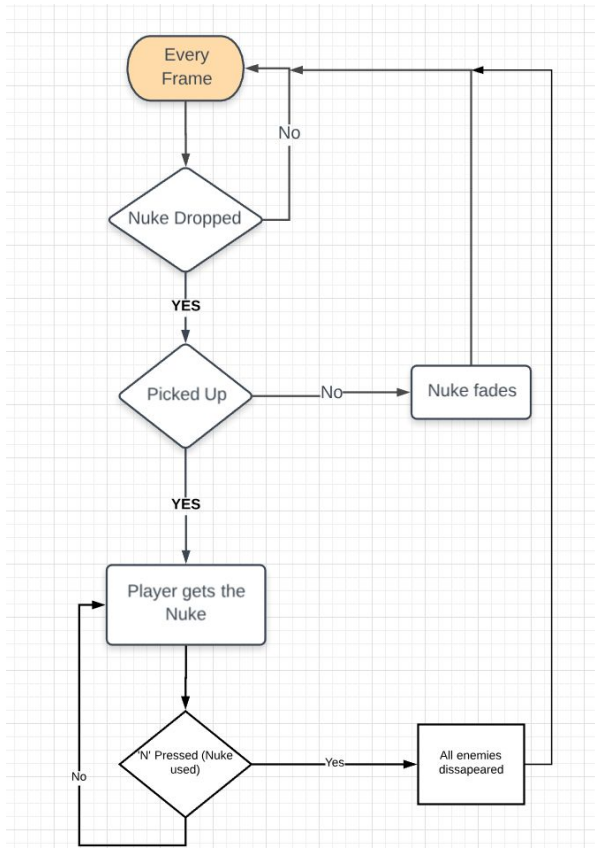 Every
Frame
No
Nuke Dropped
YES
Picked Up
No
Nuke fades
YES
Player gets the
Nuke
'N' Pressed (Nuke
used)
Yes
All enemies
dissapeared
No